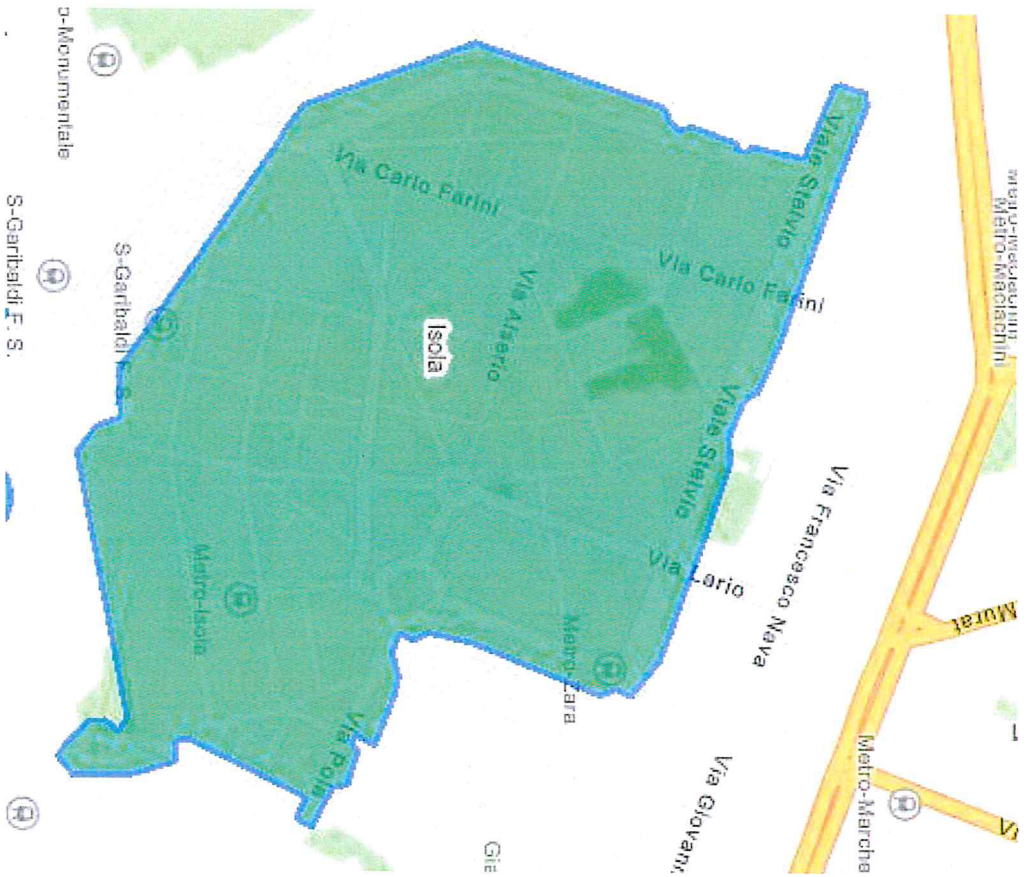 o-Monumentale
S-Garibaldi F. S.
S-Garibaldi F. S.
Via Carlo Farini
Via Alserio
Isola
Via Carlo Farini
Viale Stelvio
Viale Stelvio
Via Lario
Via Francesco Nava
Metro-Maciachini
Metro-Isola
Metro-Zara
Via Pola
Via Giovann
Metro-Marche
Murat
Gia